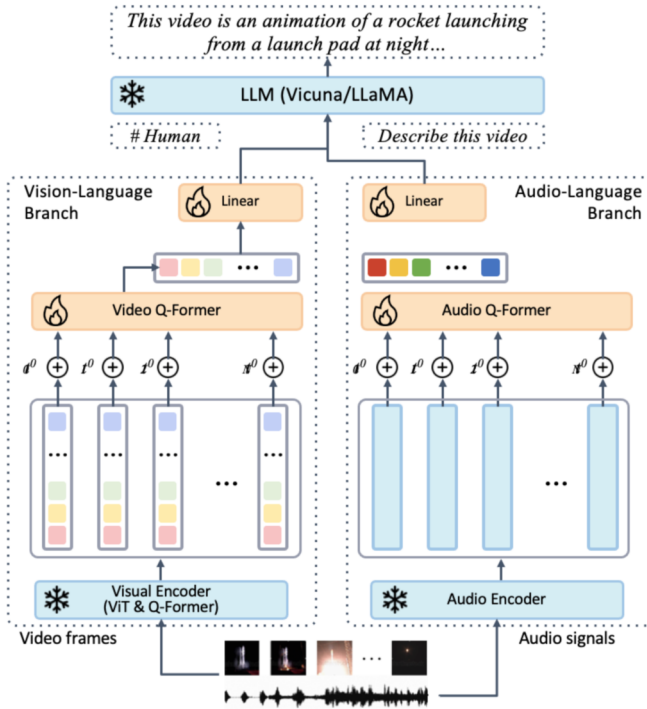 This video is an animation of a rocket launching
from a launch pad at night...
LLM (Vicuna/LLaMA)
# Human
Describe this video
Vision-Language
Branch
Linear
Linear
Audio-Language
Branch
...
...
Video Q-Former
Audio Q-Former
... ... ... ...
...
...
Visual Encoder
(ViT & Q-Former)
Audio Encoder
Video frames
Audio signals
...